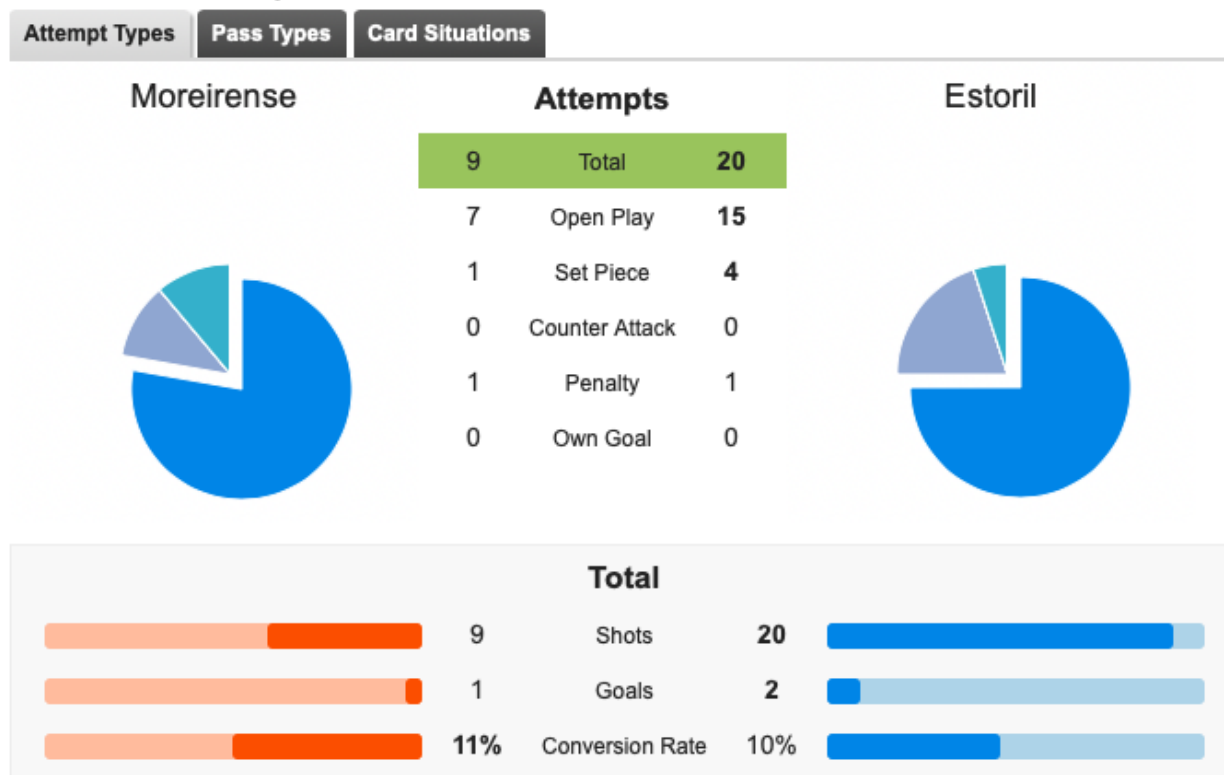 Attempt Types Pass Types Card Situations
Moreirense Attempts Estoril
9 Total 20
7 Open Play 15
1 Set Piece 4
0 Counter Attack 0
1 Penalty 1
0 Own Goal 0
Total
9 Shots 20
1 Goals 2
11% Conversion Rate 10%